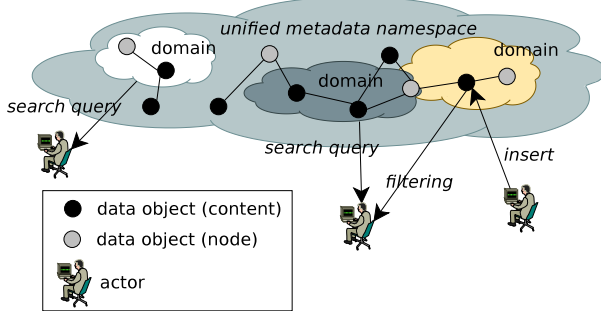 unified metadata namespace
domain
domain
domain
search query
search query
insert
filtering
data object (content)
data object (node)
actor